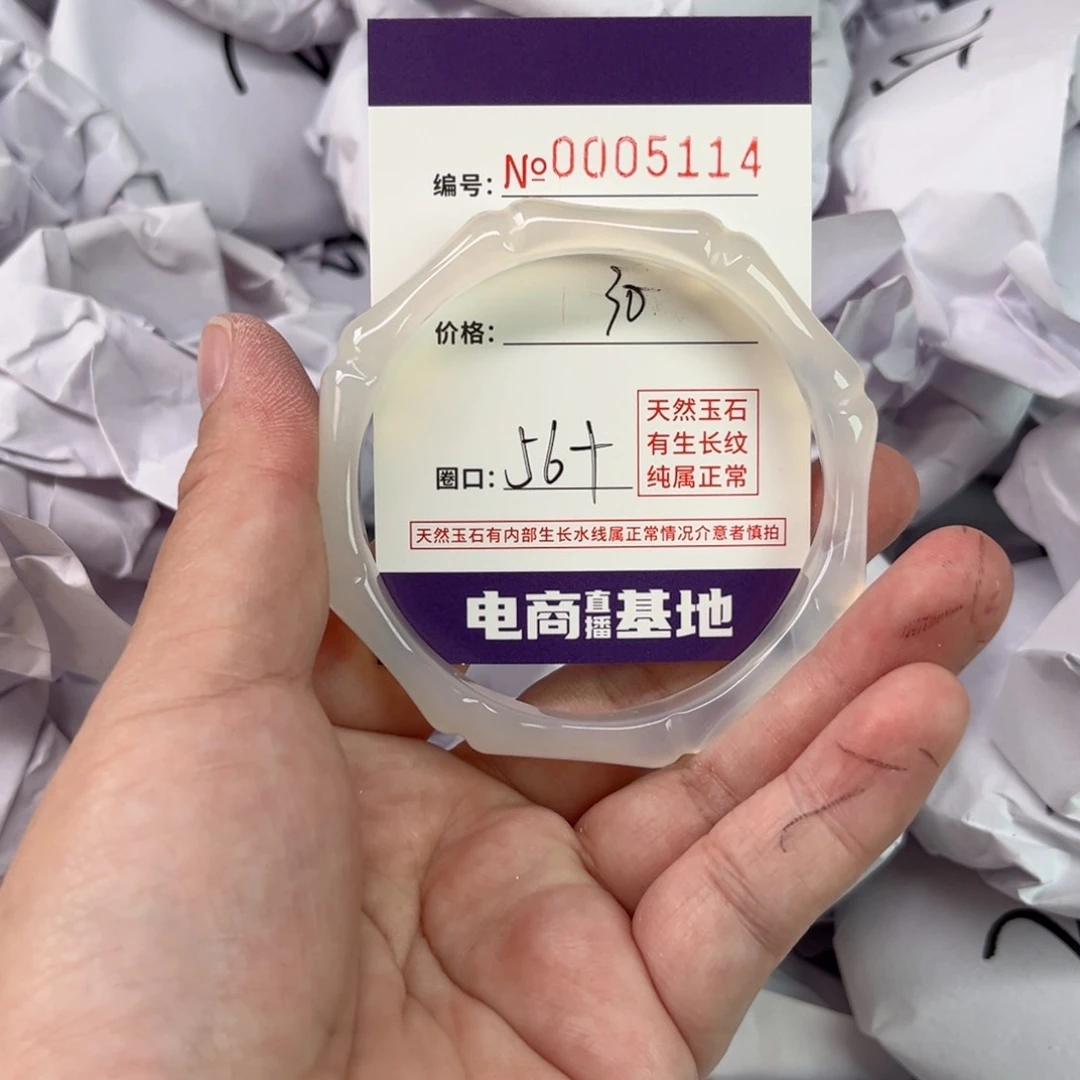 编号：№0005114
价格：30
圈口：56+
天然玉石
有生长纹
纯属正常
天然玉石有内部生长水线属正常情况介意者慎拍
电商直播基地